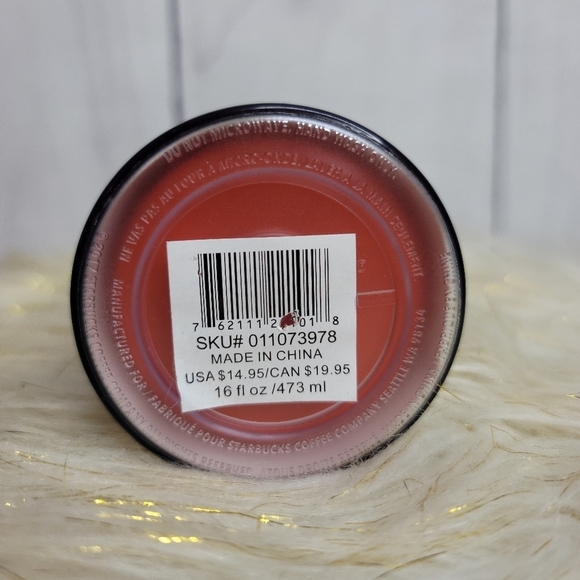 DO NOT MICROWAVE. HAND WASH ONLY.
NE VAS PAS AU FOUR À MICRO-ONDE. LAVER À LA MAIN SEULEMENT.
7 62111 2 01 8
SKU# 011073978
MADE IN CHINA
USA $14.95/CAN $19.95
16 fl oz /473 ml
MANUFACTURED FOR / FABRIQUÉ POUR STARBUCKS COFFEE COMPANY SEATTLE WA 98134
RESERVED.